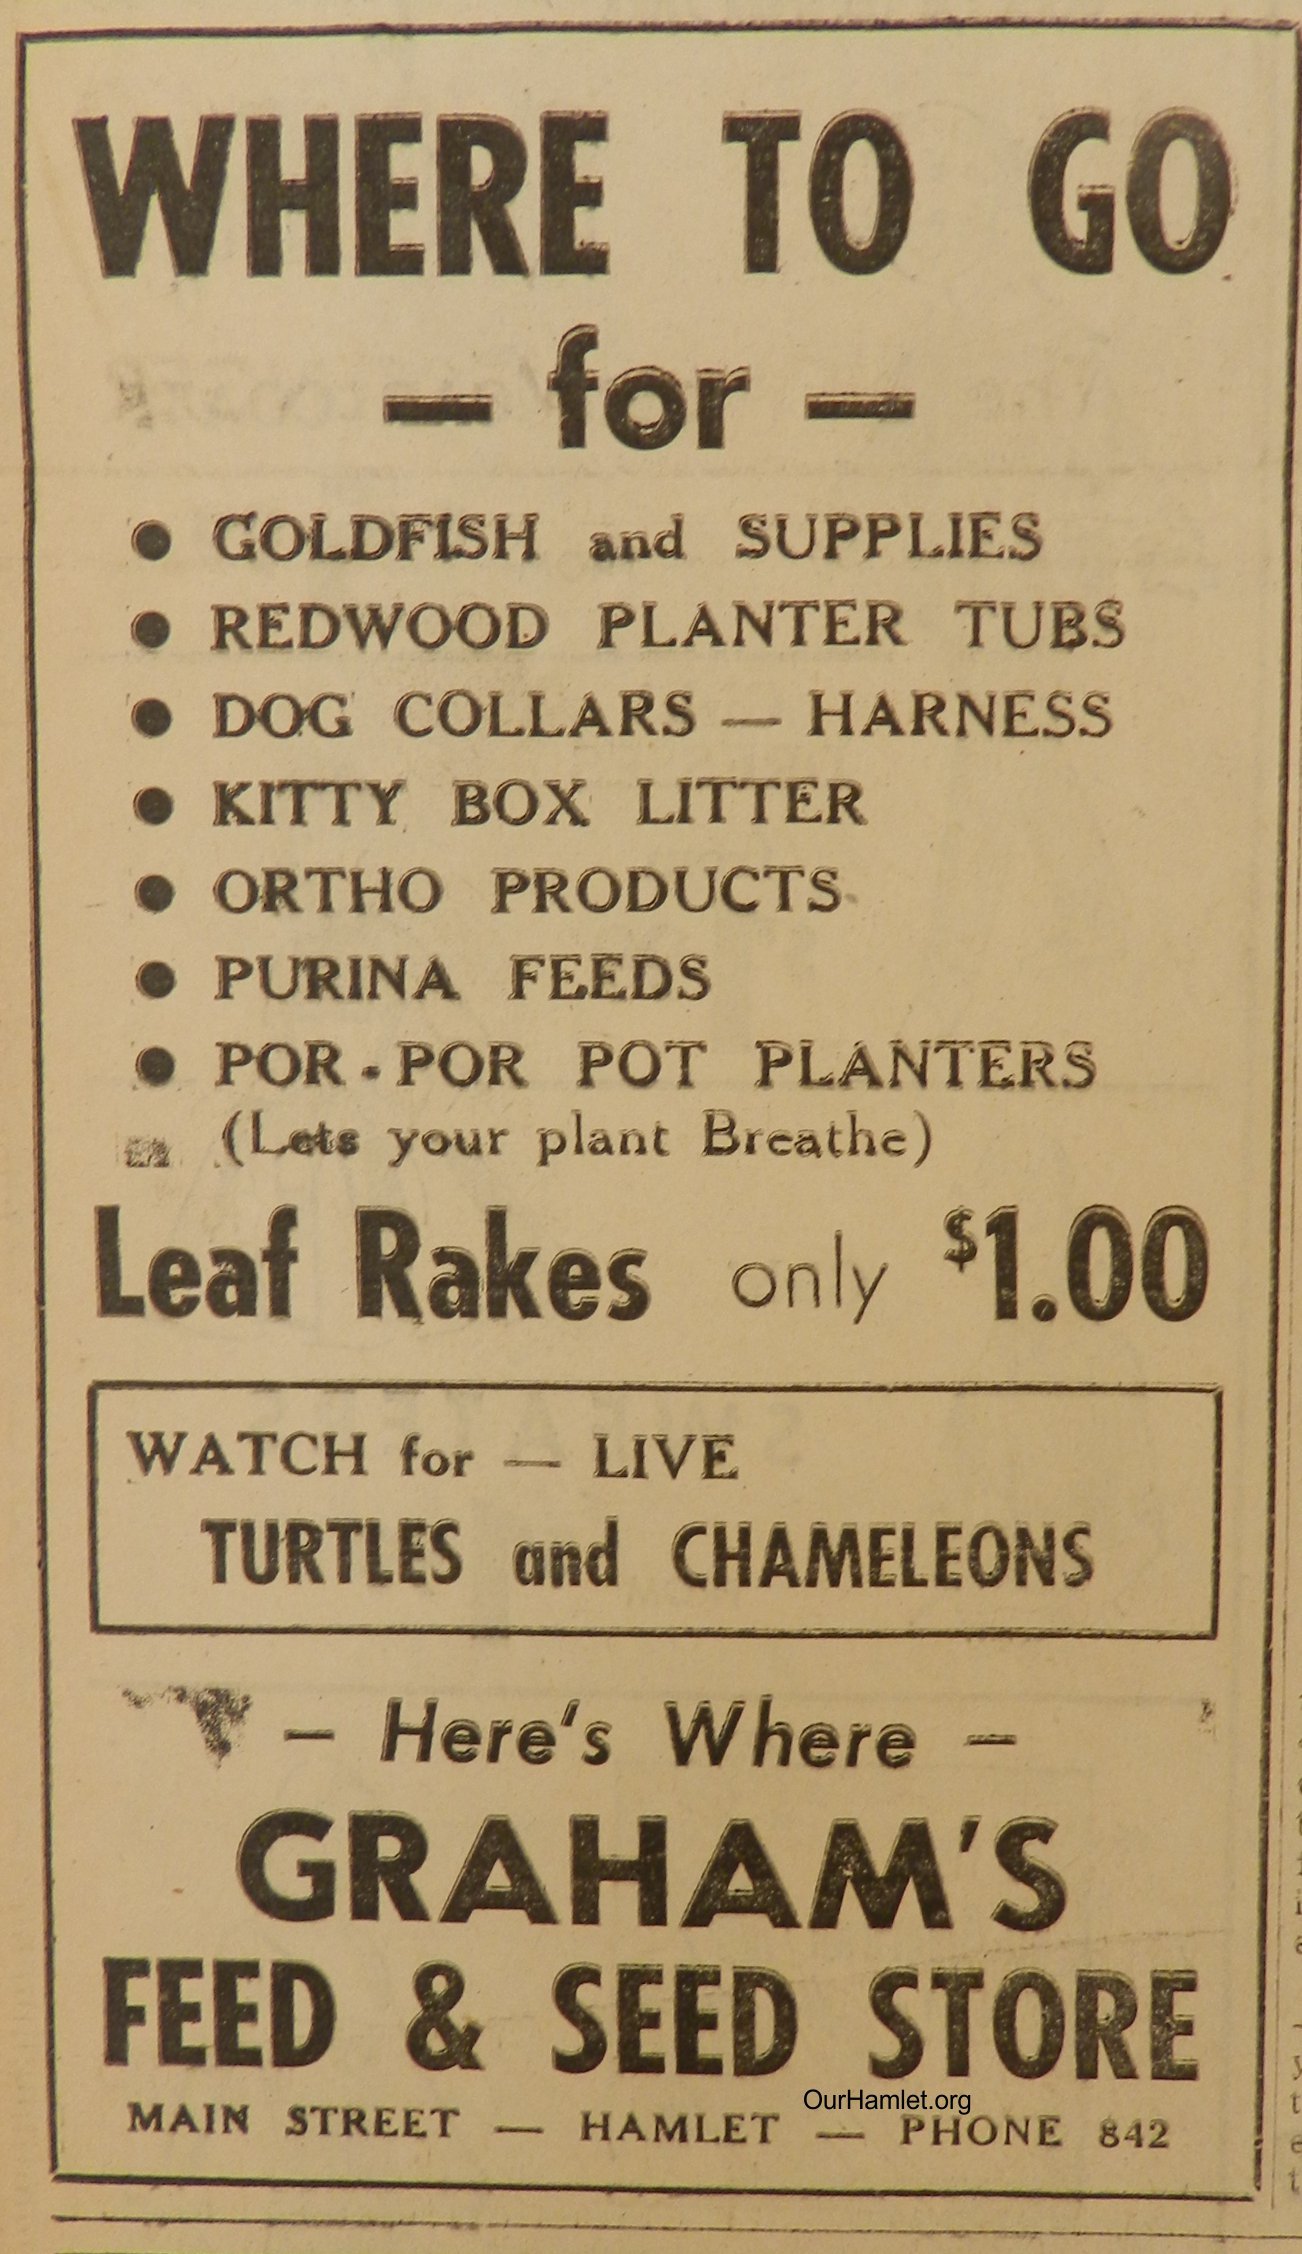 WHERE TO GO
— for —
● GOLDFISH and SUPPLIES
● REDWOOD PLANTER TUBS
● DOG COLLARS — HARNESS
● KITTY BOX LITTER
● ORTHO PRODUCTS
● PURINA FEEDS
● POR-POR POT PLANTERS
(Lets your plant Breathe)
Leaf Rakes only $1.00
WATCH for — LIVE
TURTLES and CHAMELEONS
— Here's Where —
GRAHAM'S
FEED & SEED STORE
OurHamlet.org
MAIN STREET — HAMLET — PHONE 842